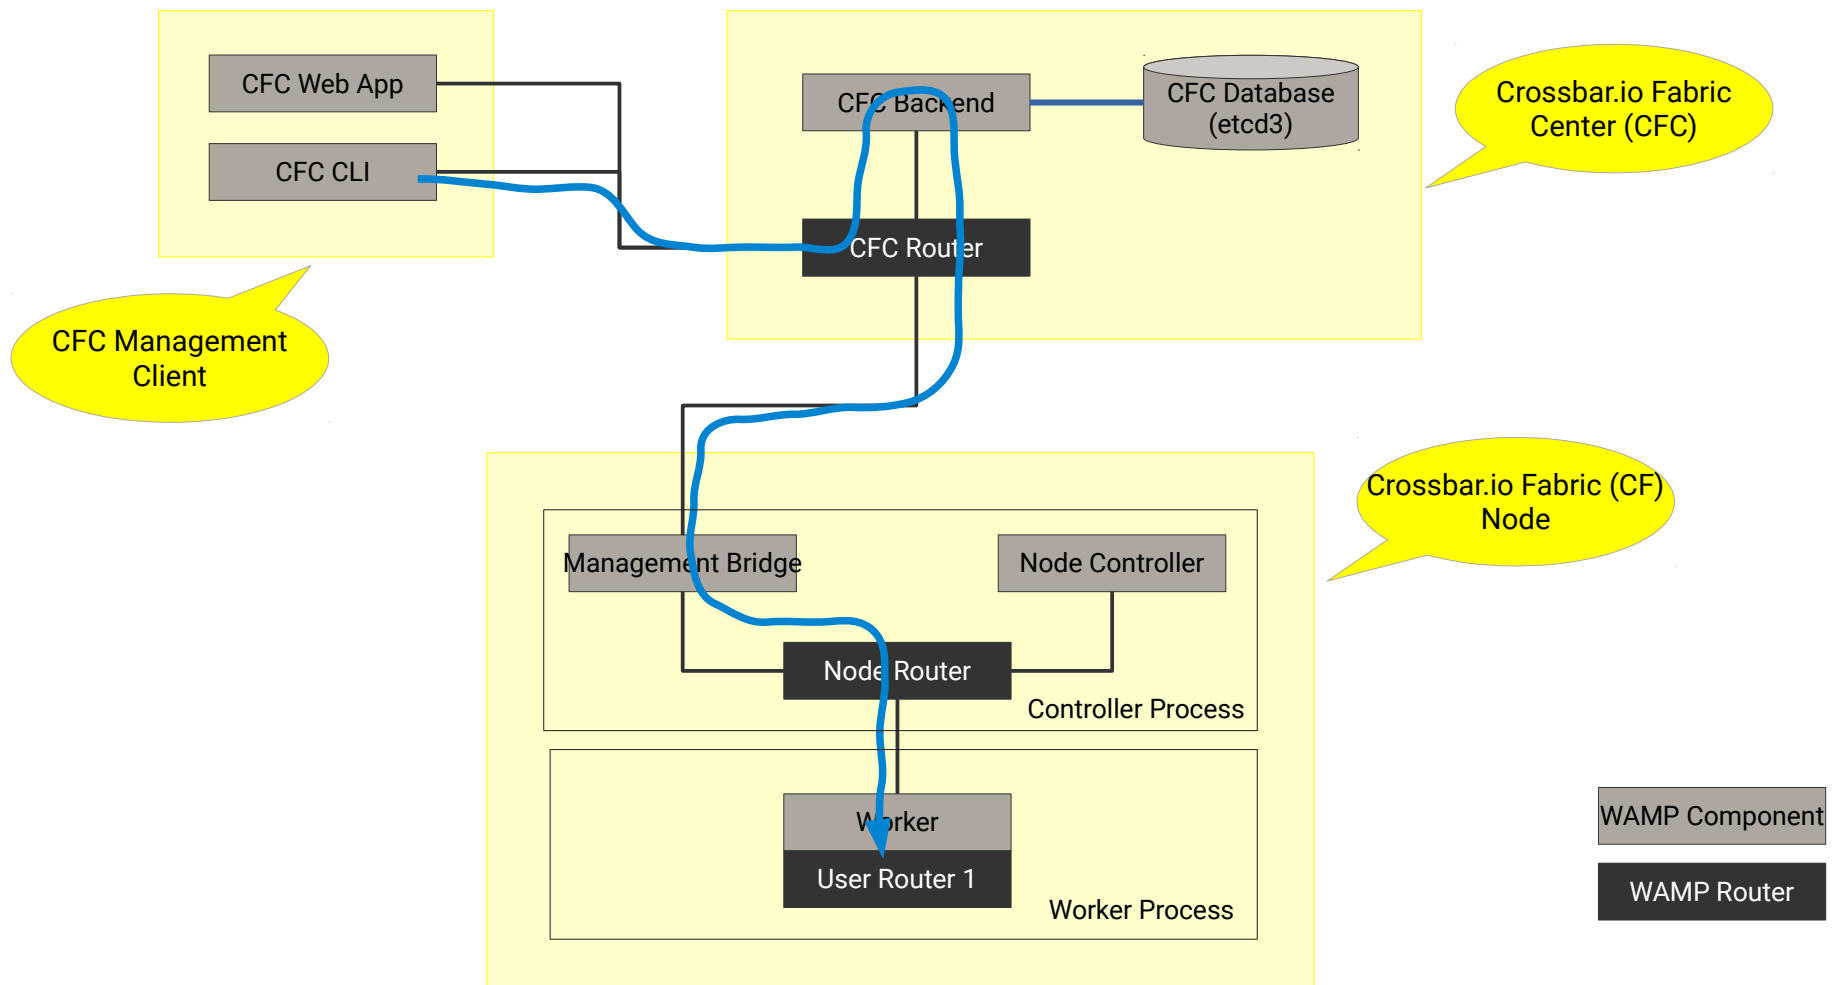 CFC Web App
CFC CLI
CFC Management
Client
CFC Backend
CFC Database
(etcd3)
CFC Router
Crossbar.io Fabric
Center (CFC)
Crossbar.io Fabric (CF)
Node
Management Bridge
Node Controller
Node Router
Controller Process
Worker
User Router 1
Worker Process
WAMP Component
WAMP Router